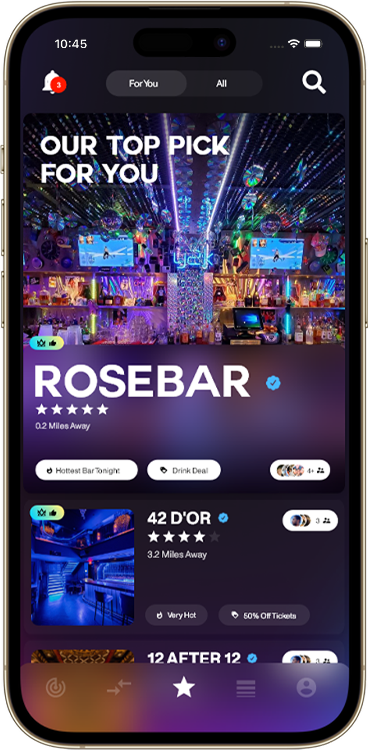 10:45
3
For You
All
OUR TOP PICK
FOR YOU
ROSEBAR
0.2 Miles Away
Hottest Bar Tonight
Drink Deal
4+
42 D'OR
3
3.2 Miles Away
Very Hot
50% Off Tickets
12 AFTER 12